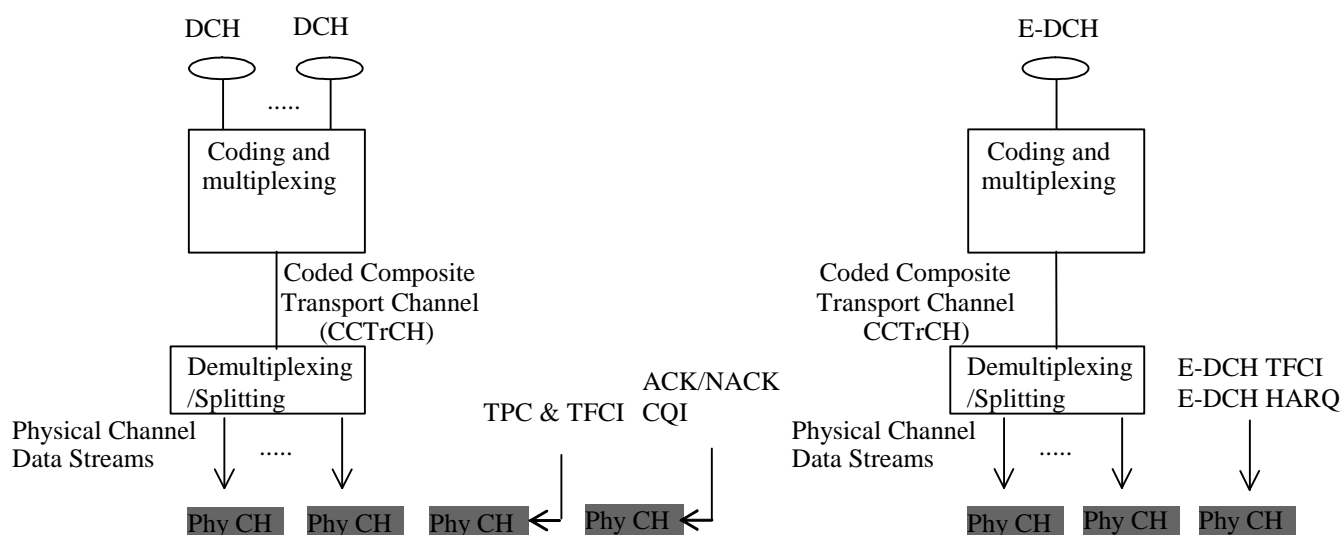 DCH DCH
.....
Coding and
multiplexing
Coded Composite
Transport Channel
(CCTrCH)
Demultiplexing
/Splitting
Physical Channel
Data Streams
.....
TPC & TFCI
ACK/NACK
CQI
Phy CH Phy CH Phy CH Phy CH
E-DCH
Coding and
multiplexing
Coded Composite
Transport Channel
CCTrCH)
Demultiplexing
/Splitting
E-DCH TFCI
E-DCH HARQ
Physical Channel
Data Streams
.....
Phy CH Phy CH Phy CH